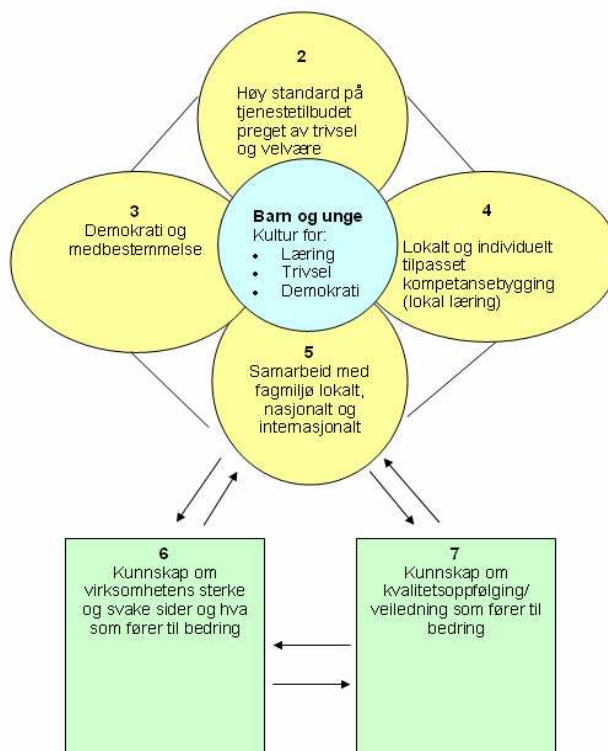 2
Høy standard på
tjenestetilbudet
preget av trivsel
og velvære
3
Demokrati og
medbestemmelse
Barn og unge
Kultur for:
• Læring
• Trivsel
• Demokrati
4
Lokalt og individuelt
tilpasset
kompetansebygging
(lokal læring)
5
Samarbeid med
fagmiljø lokalt,
nasjonalt og
internasjonalt
6
Kunnskap om
virksomhetens sterke
og svake sider og hva
som fører til bedring
7
Kunnskap om
kvalitetsoppfølging/
veiledning som fører til
bedring